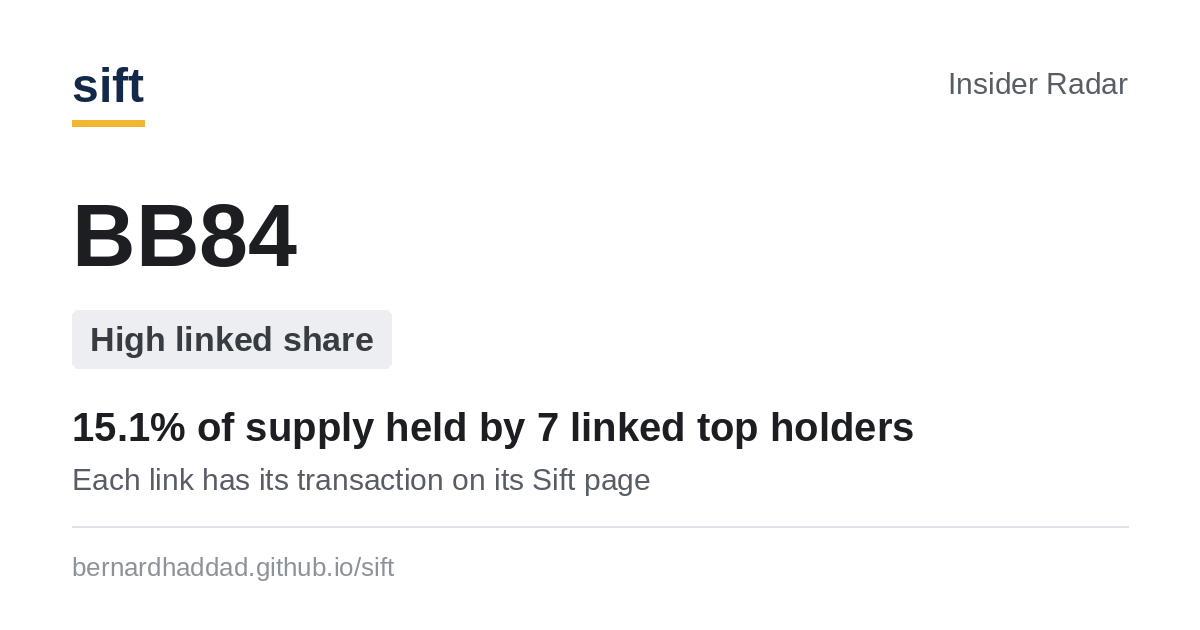 sift
Insider Radar
BB84
High linked share
15.1% of supply held by 7 linked top holders
Each link has its transaction on its Sift page
bernardhaddad.github.io/sift